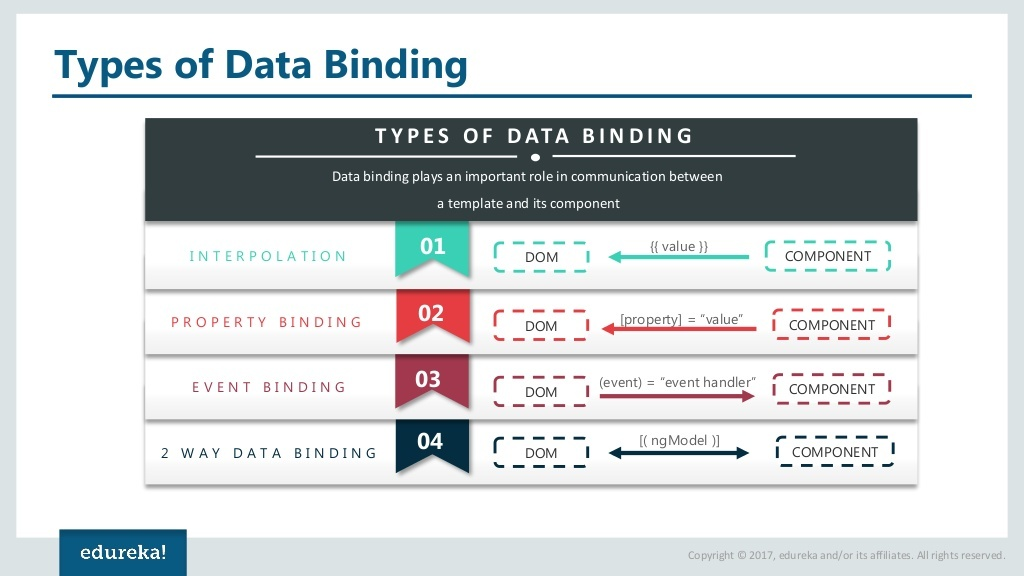 Types of Data Binding
TYPES OF DATA BINDING
Data binding plays an important role in communication between
a template and its component
INTERPOLATION
01
DOM
{{ value }}
COMPONENT
PROPERTY BINDING
02
DOM
[property] = “value”
COMPONENT
EVENT BINDING
03
DOM
(event) = “event handler”
COMPONENT
2 WAY DATA BINDING
04
DOM
[( ngModel )]
COMPONENT
edureka!
Copyright © 2017, edureka and/or its affiliates. All rights reserved.